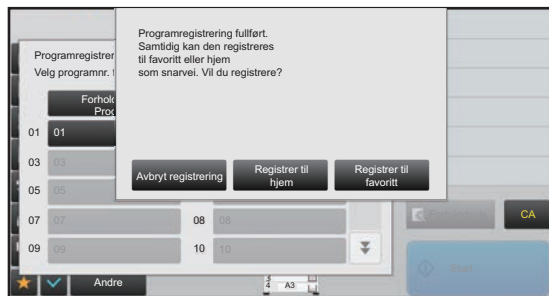 Programregistrering fullført.
Samtidig kan den registreres
til favoritt eller hjem
som snarvei. Vil du registrere?
Avbryt registrering
Registrer til
hjem
Registrer til
favoritt
Programregistrer
Velg programnr.
01 01
03 03
05 05
07 07 08 08
09 09 10 10
CA
Start
Andre
4 A3